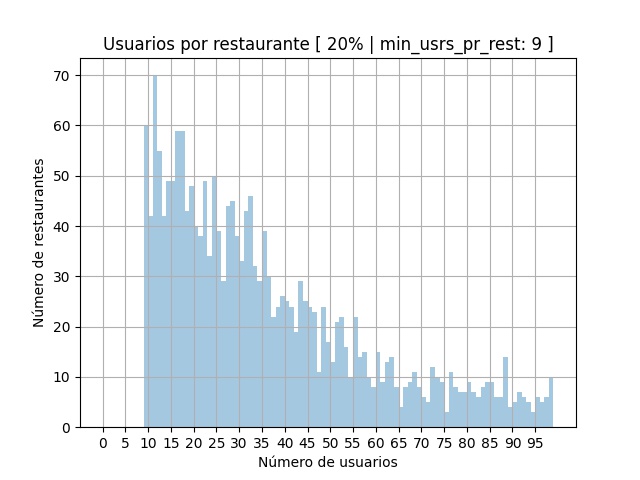 Usuarios por restaurante [ 20% | min_usrs_pr_rest: 9 ]
70
60
50
40
30
20
10
0
Número de restaurantes
0 5 10 15 20 25 30 35 40 45 50 55 60 65 70 75 80 85 90 95
Número de usuarios